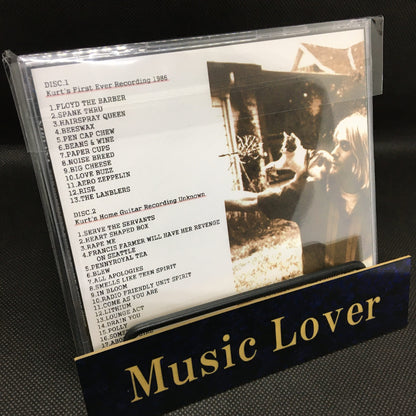 DISC.1
Kurt's First Ever Recording 1986
1.FLOYD THE BARBER
2.SPANK THRU
3.HAIRSPRAY QUEEN
4.BEESWAX
5.PEN CAP CHEW
6.BEANS & WINE
7.PAPER CUPS
8.NOISE BREED
9.BIG CHEESE
10.LOVE BUZZ
11.AERO ZEPPELIN
12.RISE
13.THE LANBLERS
DISC.2
Kurt's Home Guitar Recording Unknown
1.SERVE THE SERVANTS
2.HEART SHAPED BOX
3.RAPE ME
4.FRANCIS FARMER WILL HAVE HER REVENGE
ON SEATTLE
5.PENNYROYAL TEA
6.BLEW
7.ALL APOLOGIES
8.SMELLS LIKE TEEN SPIRIT
9.IN BLOOM
10.RADIO FRIENDLY UNIT SPIRIT
11.COME AS YOU ARE
12.LITHIUM
13.LOUNGE ACT
14.DRAIN YOU
15.POLLY
16.SOME
17.ABO
Music Lover